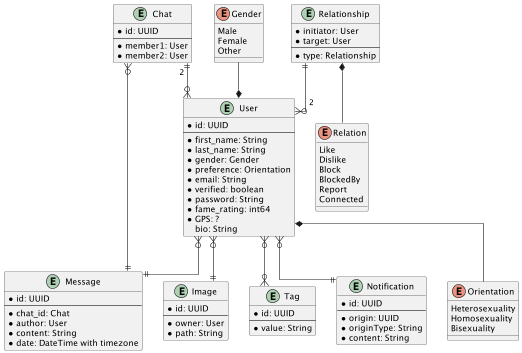 E Chat
id: UUID
member1: User
member2: User
E Gender
Male
Female
Other
E Relationship
initiator: User
target: User
type: Relationship
2
2
E User
id: UUID
first_name: String
last_name: String
gender: Gender
preference: Orientation
email: String
verified: boolean
password: String
fame_rating: int64
GPS: ?
bio: String
E Relation
Like
Dislike
Block
BlockedBy
Report
Connected
E Message
id: UUID
chat_id: Chat
author: User
content: String
date: DateTime with timezone
E Image
id: UUID
owner: User
path: String
E Tag
id: UUID
value: String
E Notification
id: UUID
origin: UUID
originType: String
content: String
E Orientation
Heterosexuality
Homosexuality
Bisexuality